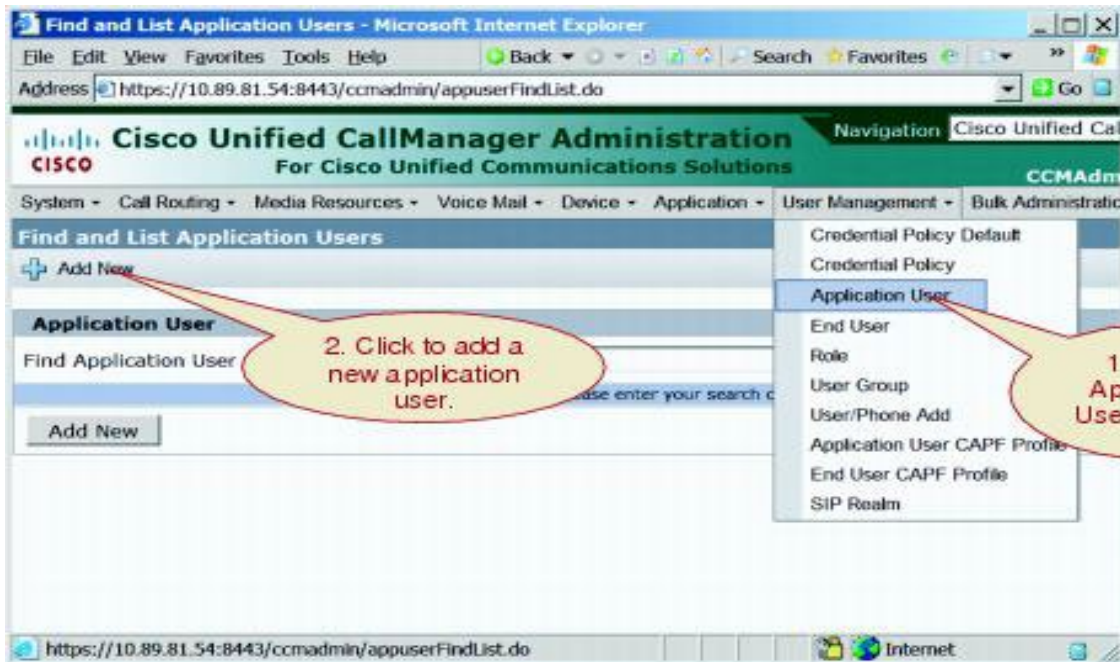 Find and List Application Users - Microsoft Internet Explorer
File Edit View Favorites Tools Help Back Search Favorites
Address https://10.89.81.54:8443/ccmadmin/appuserFindList.do Go
CISCO
Cisco Unified CallManager Administration
For Cisco Unified Communications Solutions
Navigation Cisco Unified Cal
CCMAdm
System Call Routing Media Resources Voice Mail Device Application User Management Bulk Administratio
Find and List Application Users
Add New
Application User
Find Application User
ase enter your search c
Add New
Credential Policy Default
Credential Policy
Application User
End User
Role
User Group
User/Phone Add
Application User CAPF Profile
End User CAPF Profile
SIP Realm
2. Click to add a
new application
user.
1
Ap
Use
https://10.89.81.54:8443/ccmadmin/appuserFindList.do Internet